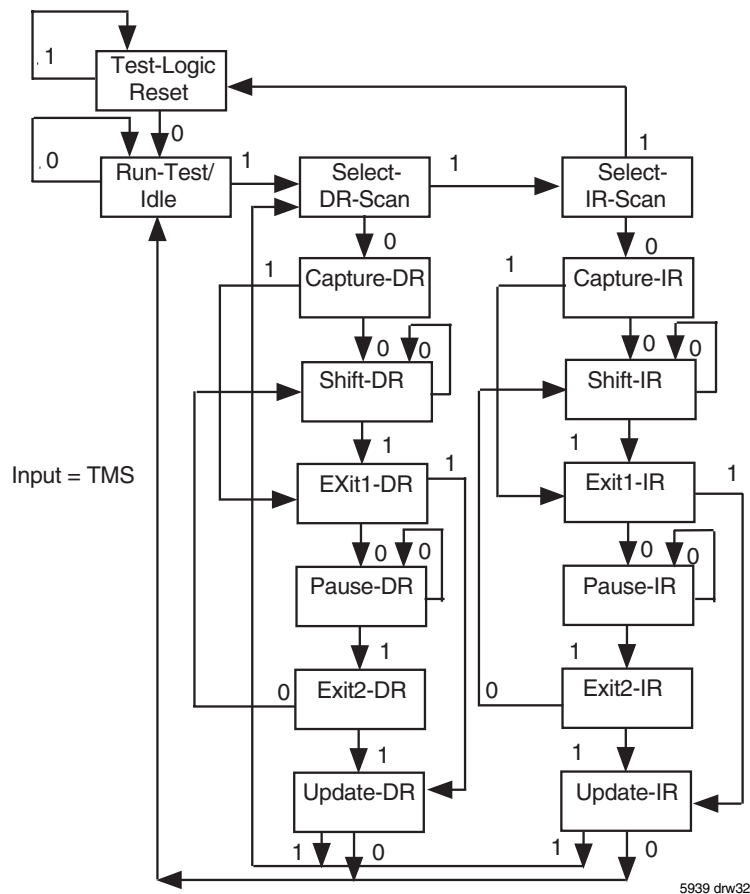 .1
Test-Logic
Reset
0
1
.0
Run-Test/
Idle
1
Select-
DR-Scan
1
Select-
IR-Scan
0
0
1
Capture-DR
1
Capture-IR
0
0
0
0
Shift-DR
Shift-IR
1
1
Input = TMS
EXit1-DR
1
Exit1-IR
1
0
0
0
0
Pause-DR
Pause-IR
1
1
0
Exit2-DR
0
Exit2-IR
1
1
Update-DR
Update-IR
1
0
1
0
5939 drw32